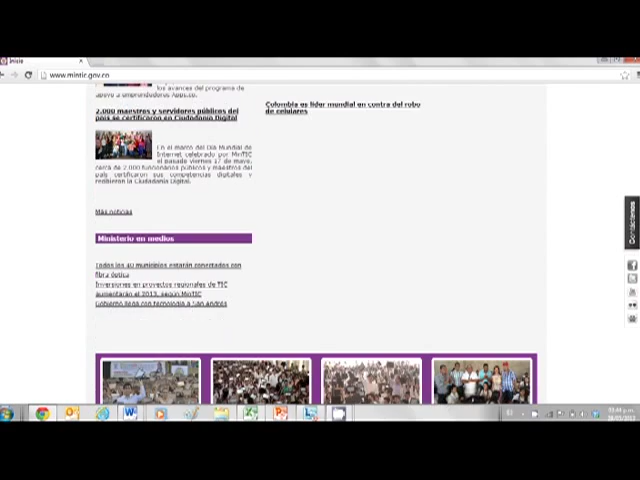 Inicio
www.mintic.gov.co
los avances del programa de
apoyo a emprendedores Apps.co.
2.000 maestros y servidores públicos del
país se certificaron en Ciudadanía Digital
En el marco del Día Mundial de
Internet celebrado por MinTIC
el pasado viernes 17 de mayo,
cerca de 2.000 funcionarios públicos y maestros del
país certificaron sus competencias digitales y
recibieron la Ciudadanía Digital.
Más noticias
Ministerio en medios
Todos los 40 municipios estarán conectados con
fibra óptica
Inversiones en proyectos regionales de TIC
aumentarán el 2013, según MinTIC
Gobierno llega con tecnología a San Andrés
Colombia es líder mundial en contra del robo
de celulares
Contáctenos
ES